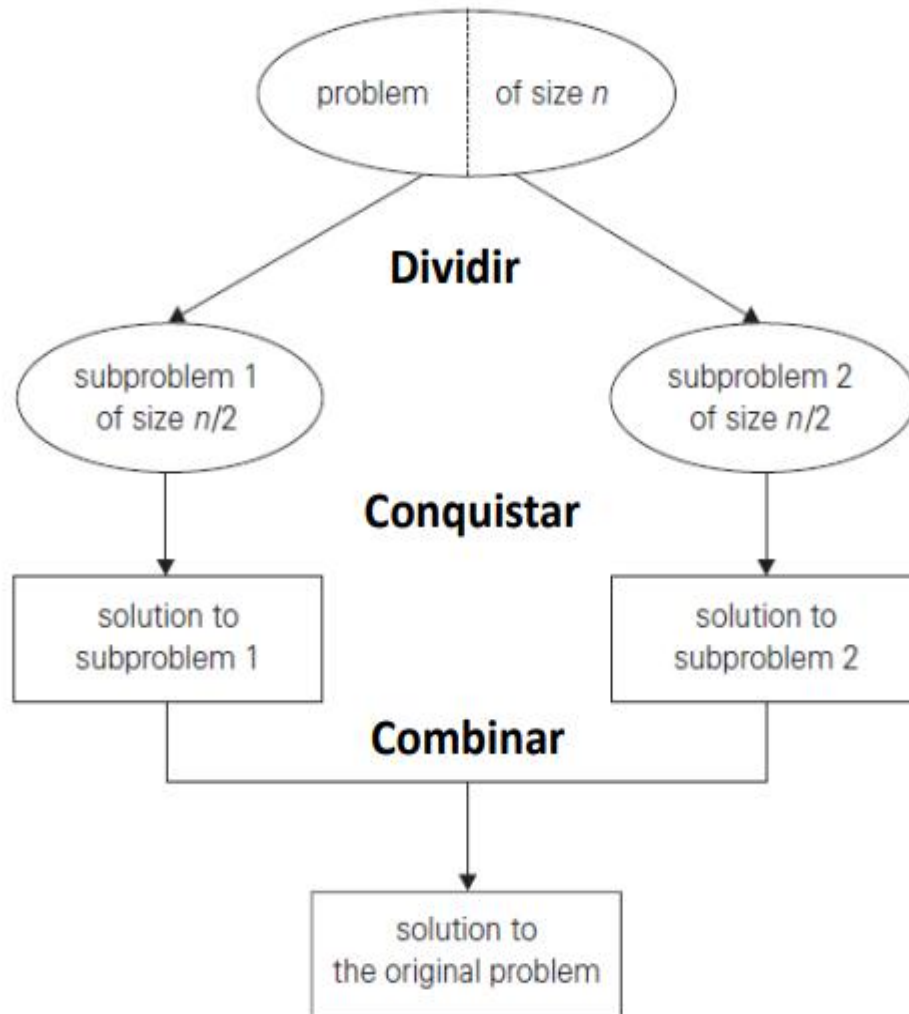 problem of size n
Dividir
subproblem 1
of size n/2
subproblem 2
of size n/2
Conquistar
solution to
subproblem 1
solution to
subproblem 2
Combinar
solution to
the original problem